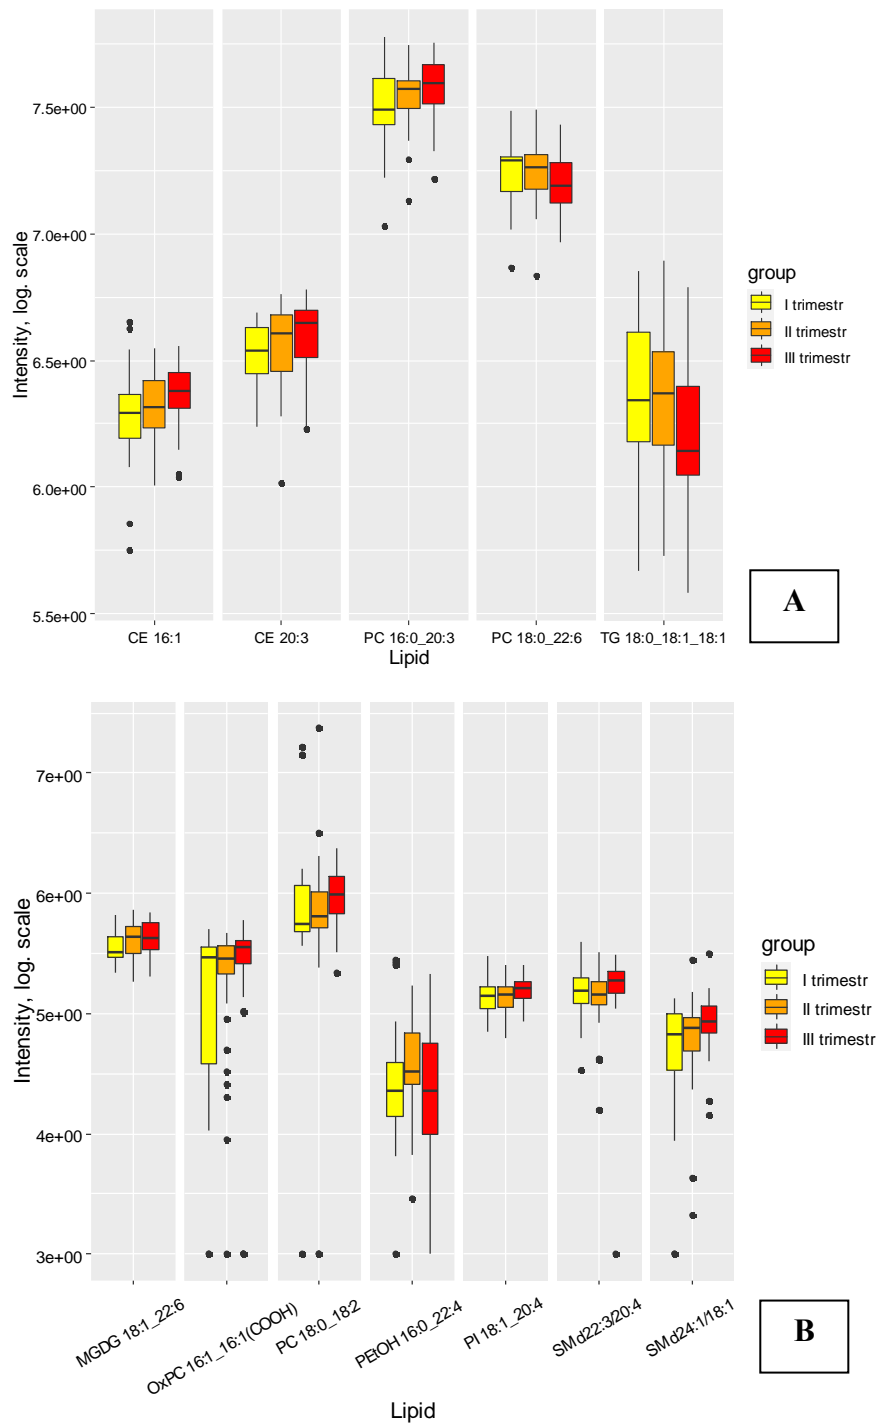 Intensity, log. scale
7.5e+00
7.0e+00
6.5e+00
6.0e+00
5.5e+00
CE 16:1
CE 20:3
PC 16:0_20:3
PC 18:0_22:6
TG 18:0_18:1_18:1
Lipid
group
I trimestr
II trimestr
III trimestr
A
Intensity, log. scale
7e+00
6e+00
5e+00
4e+00
3e+00
MGDG 18:1_22:6
OxPC 16:1_16:1(COOH)
PC 18:0_18:2
PEtOH 16:0_22:4
PI 18:1_20:4
SM d22:3/20:4
SM d24:1/18:1
Lipid
group
I trimestr
II trimestr
III trimestr
B